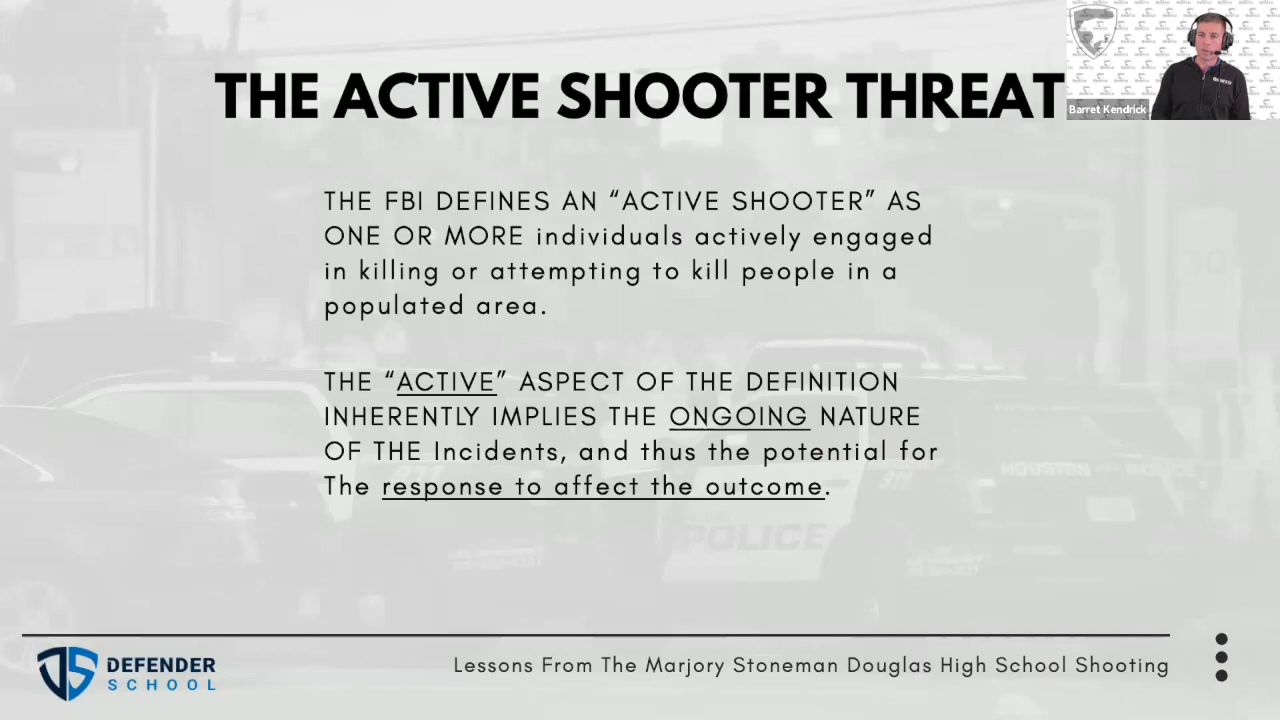 THE ACTIVE SHOOTER THREAT
Barret Kendrick
THE FBI DEFINES AN “ACTIVE SHOOTER” AS
ONE OR MORE individuals actively engaged
in killing or attempting to kill people in a
populated area.
THE “ACTIVE” ASPECT OF THE DEFINITION
INHERENTLY IMPLIES THE ONGOING NATURE
OF THE Incidents, and thus the potential for
The response to affect the outcome.
HOUSTON POLICE
POLICE
DEFENDER
SCHOOL
Lessons From The Marjory Stoneman Douglas High School Shooting